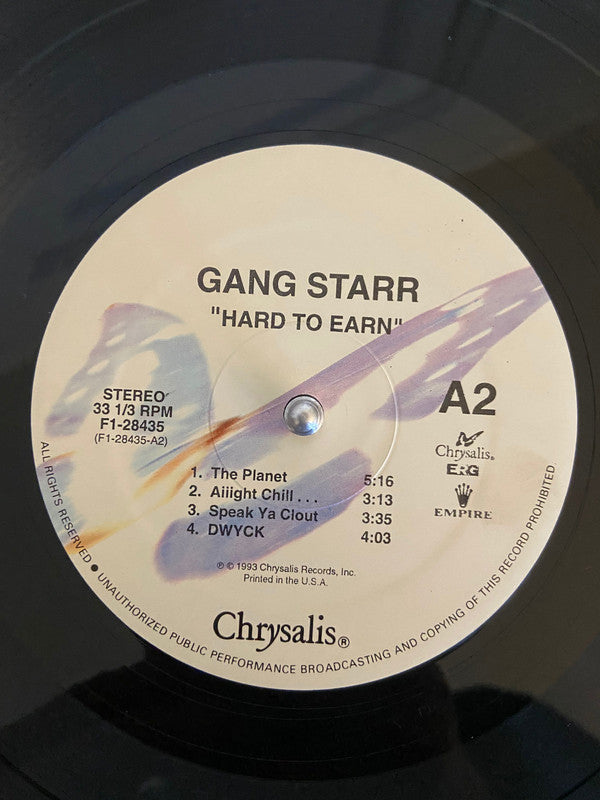 GANG STARR
"HARD TO EARN"
STEREO
33 1/3 RPM
F1-28435
(F1-28435-A2)
A2
Chrysalis®
ERG
EMPIRE
1. The Planet 5:16
2. Aiiight Chill . . . 3:13
3. Speak Ya Clout 3:35
4. DWYCK 4:03
℗ © 1993 Chrysalis Records, Inc.
Printed in the U.S.A.
Chrysalis®
ALL RIGHTS RESERVED ● UNAUTHORIZED PUBLIC PERFORMANCE BROADCASTING AND COPYING OF THIS RECORD PROHIBITED